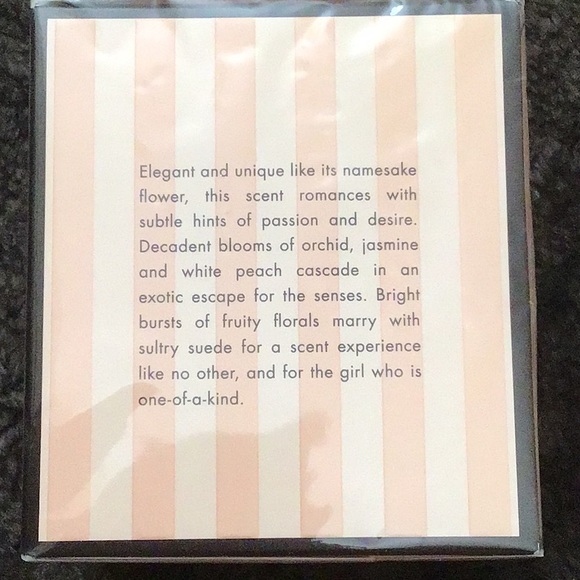 Elegant and unique like its namesake
flower, this scent romances with
subtle hints of passion and desire.
Decadent blooms of orchid, jasmine
and white peach cascade in an
exotic escape for the senses. Bright
bursts of fruity florals marry with
sultry suede for a scent experience
like no other, and for the girl who is
one-of-a-kind.